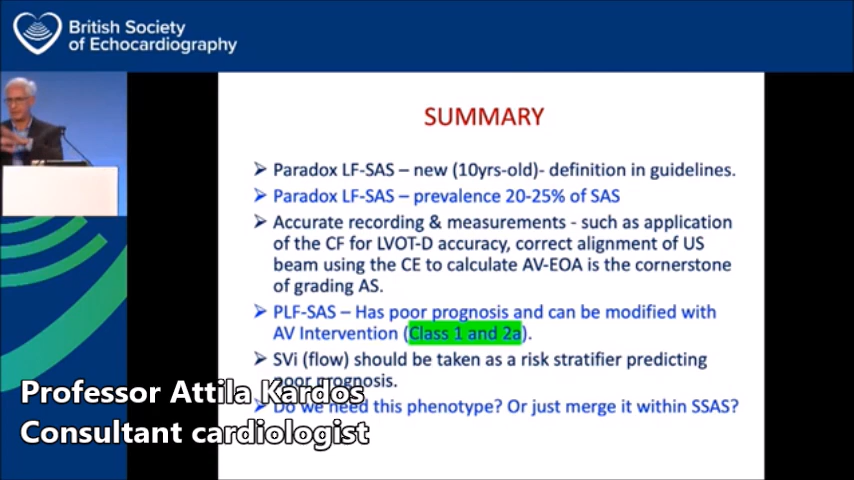 British Society
of Echocardiography
SUMMARY
Paradox LF-SAS – new (10yrs-old)- definition in guidelines.
Paradox LF-SAS – prevalence 20-25% of SAS
Accurate recording & measurements - such as application
of the CF for LVOT-D accuracy, correct alignment of US
beam using the CE to calculate AV-EOA is the cornerstone
of grading AS.
PLF-SAS – Has poor prognosis and can be modified with
AV Intervention (Class 1 and 2a).
SVi (flow) should be taken as a risk stratifier predicting
poor prognosis.
Do we need this phenotype? Or just merge it within SSAS?
Professor Attila Kardos
Consultant cardiologist